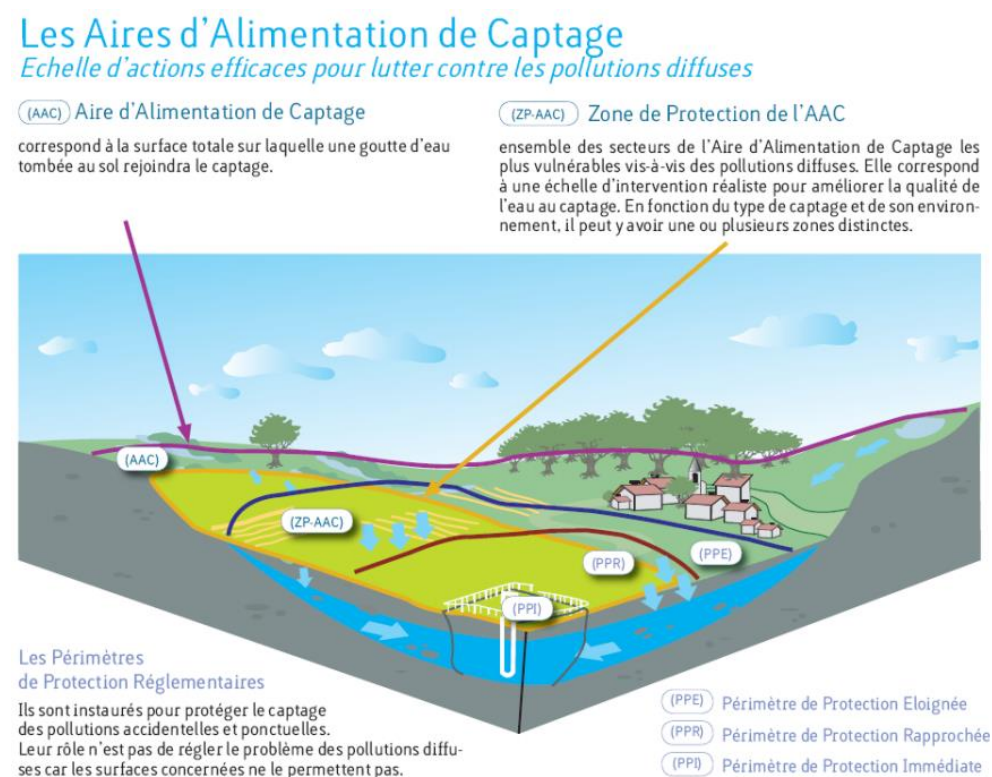 Les Aires d'Alimentation de Captage
Echelle d'actions efficaces pour lutter contre les pollutions diffuses
(AAC) Aire d'Alimentation de Captage
correspond à la surface totale sur laquelle une goutte d'eau
tombée au sol rejoindra le captage.
(ZP-AAC) Zone de Protection de l'AAC
ensemble des secteurs de l'Aire d'Alimentation de Captage les
plus vulnérables vis-à-vis des pollutions diffuses. Elle correspond
à une échelle d'intervention réaliste pour améliorer la qualité de
l'eau au captage. En fonction du type de captage et de son environ-
nement, il peut y avoir une ou plusieurs zones distinctes.
(AAC)
(ZP-AAC)
(PPE)
(PPR)
(PPI)
Les Périmètres
de Protection Réglementaires
Ils sont instaurés pour protéger le captage
des pollutions accidentelles et ponctuelles.
Leur rôle n'est pas de régler le problème des pollutions diffu-
ses car les surfaces concernées ne le permettent pas.
(PPE) Périmètre de Protection Eloignée
(PPR) Périmètre de Protection Rapprochée
(PPI) Périmètre de Protection Immédiate